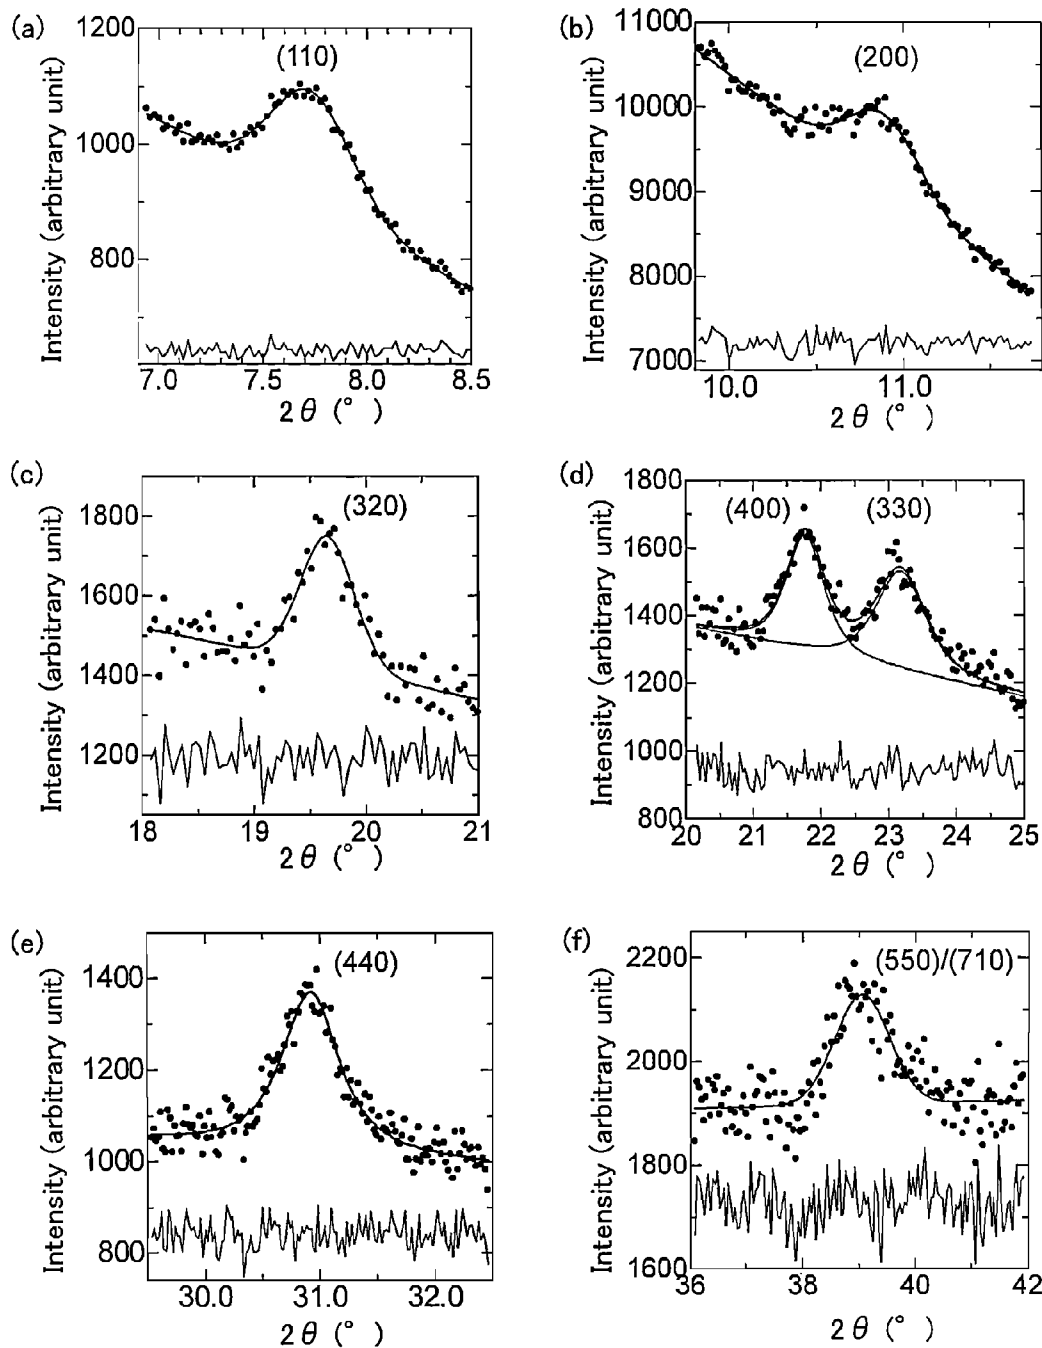 (a)
(110)
1200
1000
800
Intensity (arbitrary unit)
7.0 7.5 8.0 8.5
2θ (°)
(b)
(200)
11000
10000
9000
8000
7000
Intensity (arbitrary unit)
10.0 11.0
2θ (°)
(c)
(320)
1800
1600
1400
1200
Intensity (arbitrary unit)
18 19 20 21
2θ (°)
(d)
(400) (330)
1800
1600
1400
1200
1000
800
Intensity (arbitrary unit)
20 21 22 23 24 25
2θ (°)
(e)
(440)
1400
1200
1000
800
Intensity (arbitrary unit)
30.0 31.0 32.0
2θ (°)
(f)
(550)/(710)
2200
2000
1800
1600
Intensity (arbitrary unit)
36 38 40 42
2θ (°)